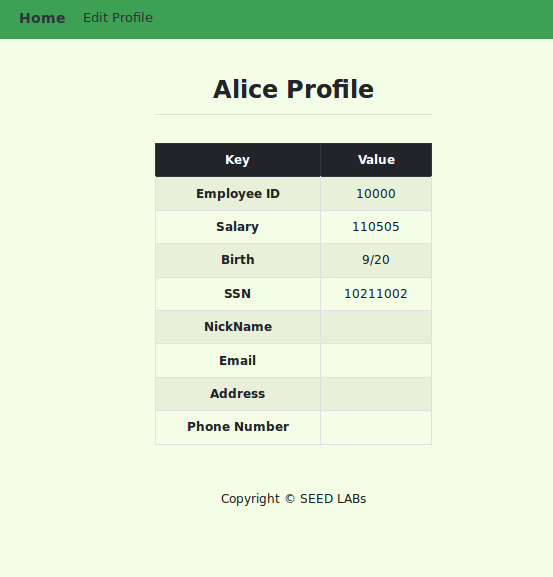 Home Edit Profile
Alice Profile
Key Value
Employee ID 10000
Salary 110505
Birth 9/20
SSN 10211002
NickName
Email
Address
Phone Number
Copyright © SEED LABs